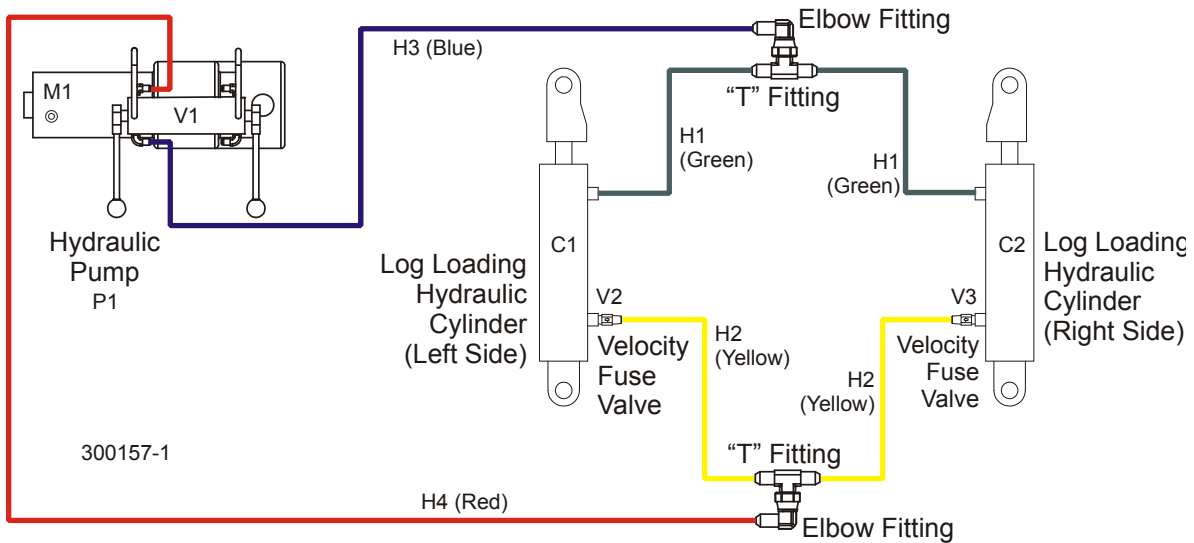 Elbow Fitting
H3 (Blue)
M1
V1
“T” Fitting
H1
(Green)
H1
(Green)
Hydraulic
Pump
P1
C1
C2
Log Loading
Hydraulic
Cylinder
(Left Side)
Log Loading
Hydraulic
Cylinder
(Right Side)
V2
Velocity
Fuse
Valve
V3
Velocity
Fuse
Valve
H2
(Yellow)
H2
(Yellow)
300157-1
“T” Fitting
H4 (Red)
Elbow Fitting